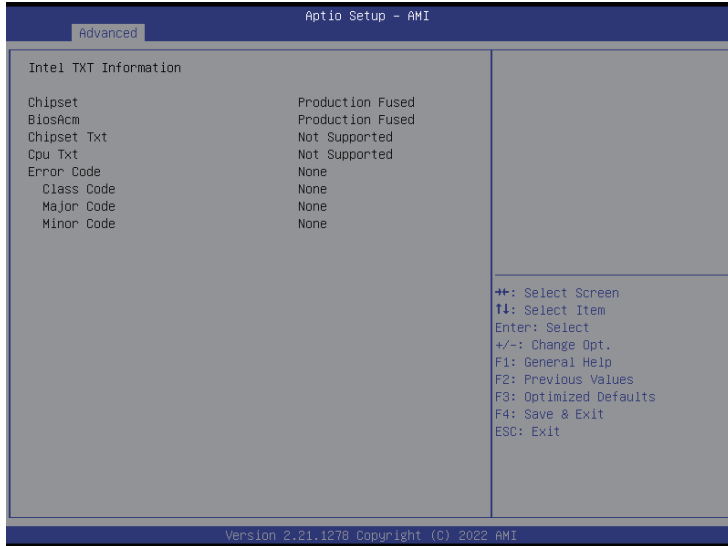 Aptio Setup – AMI
Advanced
Intel TXT Information
Chipset Production Fused
BiosAcm Production Fused
Chipset Txt Not Supported
Cpu Txt Not Supported
Error Code None
Class Code None
Major Code None
Minor Code None
→←: Select Screen
↑↓: Select Item
Enter: Select
+/-: Change Opt.
F1: General Help
F2: Previous Values
F3: Optimized Defaults
F4: Save & Exit
ESC: Exit
Version 2.21.1278 Copyright (C) 2022 AMI